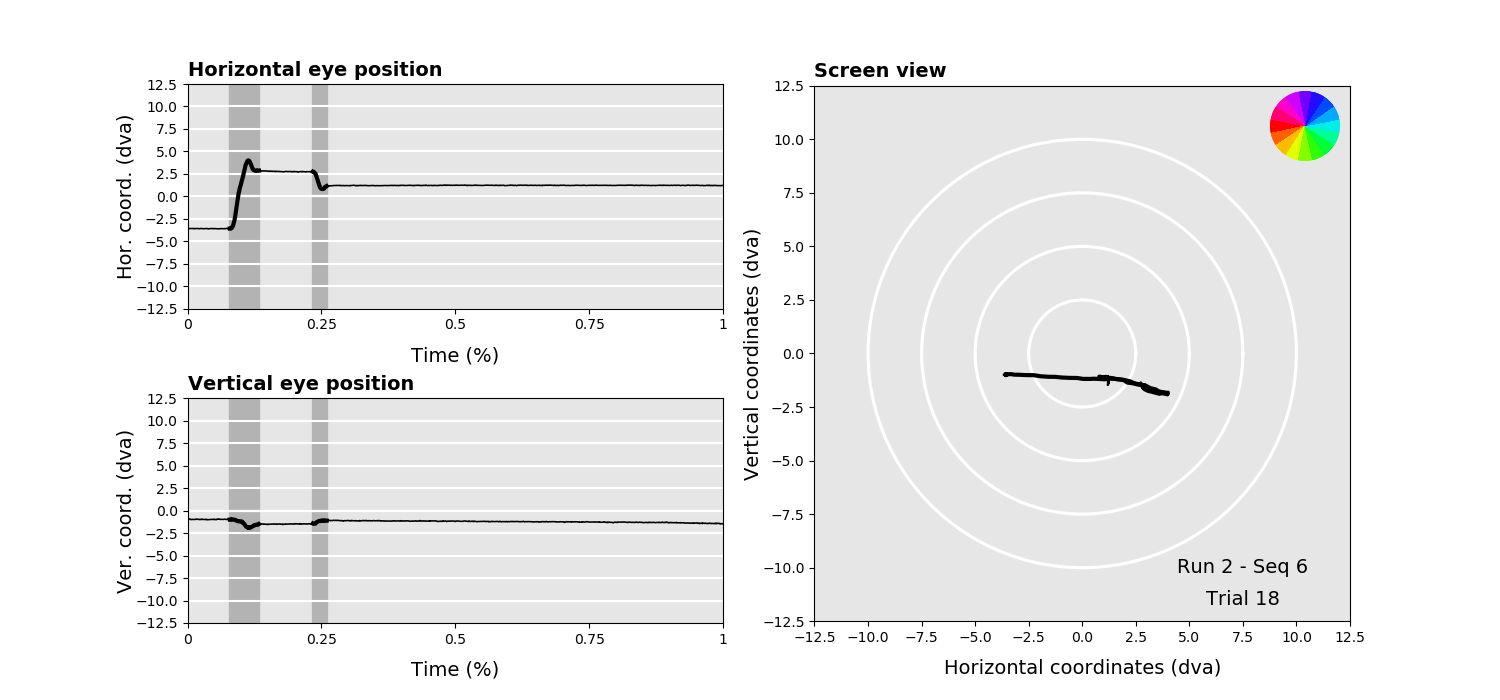 Horizontal eye position
Hor. coord. (dva)
12.5
10.0
7.5
5.0
2.5
0.0
−2.5
−5.0
−7.5
−10.0
−12.5
0 0.25 0.5 0.75 1
Time (%)
Vertical eye position
Ver. coord. (dva)
12.5
10.0
7.5
5.0
2.5
0.0
−2.5
−5.0
−7.5
−10.0
−12.5
0 0.25 0.5 0.75 1
Time (%)
Screen view
Vertical coordinates (dva)
12.5
10.0
7.5
5.0
2.5
0.0
−2.5
−5.0
−7.5
−10.0
−12.5
Run 2 - Seq 6
Trial 18
−12.5 −10.0 −7.5 −5.0 −2.5 0.0 2.5 5.0 7.5 10.0 12.5
Horizontal coordinates (dva)